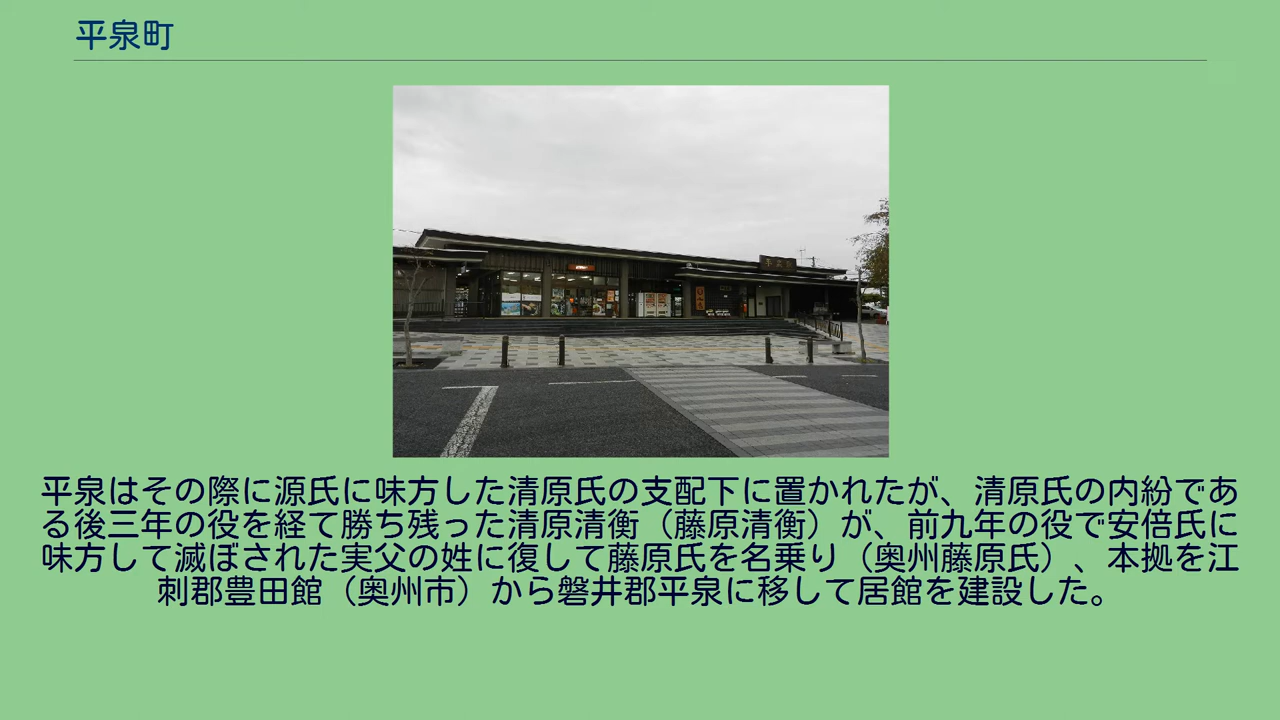 平泉町
平泉はその際に源氏に味方した清原氏の支配下に置かれたが、清原氏の内紛であ
る後三年の役を経て勝ち残った清原清衡（藤原清衡）が、前九年の役で安倍氏に
味方して滅ぼされた実父の姓に復して藤原氏を名乗り（奥州藤原氏）、本拠を江
刺郡豊田館（奥州市）から磐井郡平泉に移して居館を建設した。